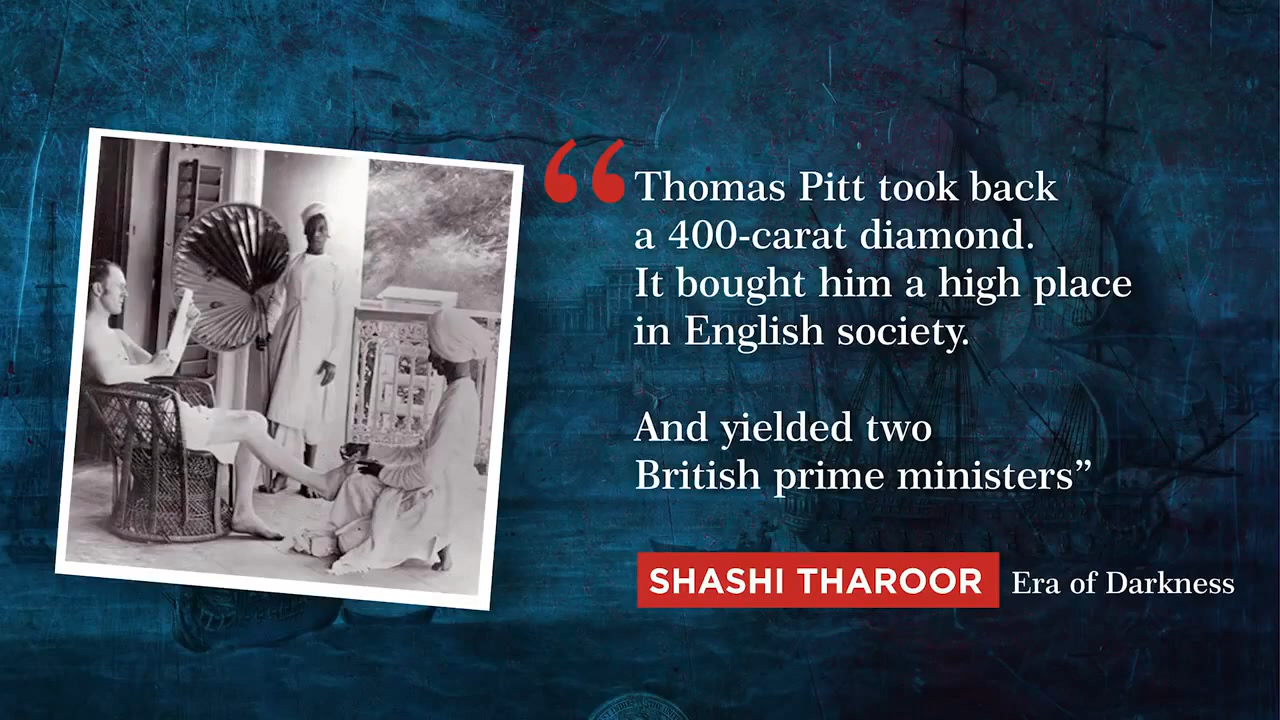 “Thomas Pitt took back
a 400-carat diamond.
It bought him a high place
in English society.
And yielded two
British prime ministers”
SHASHI THAROOR Era of Darkness